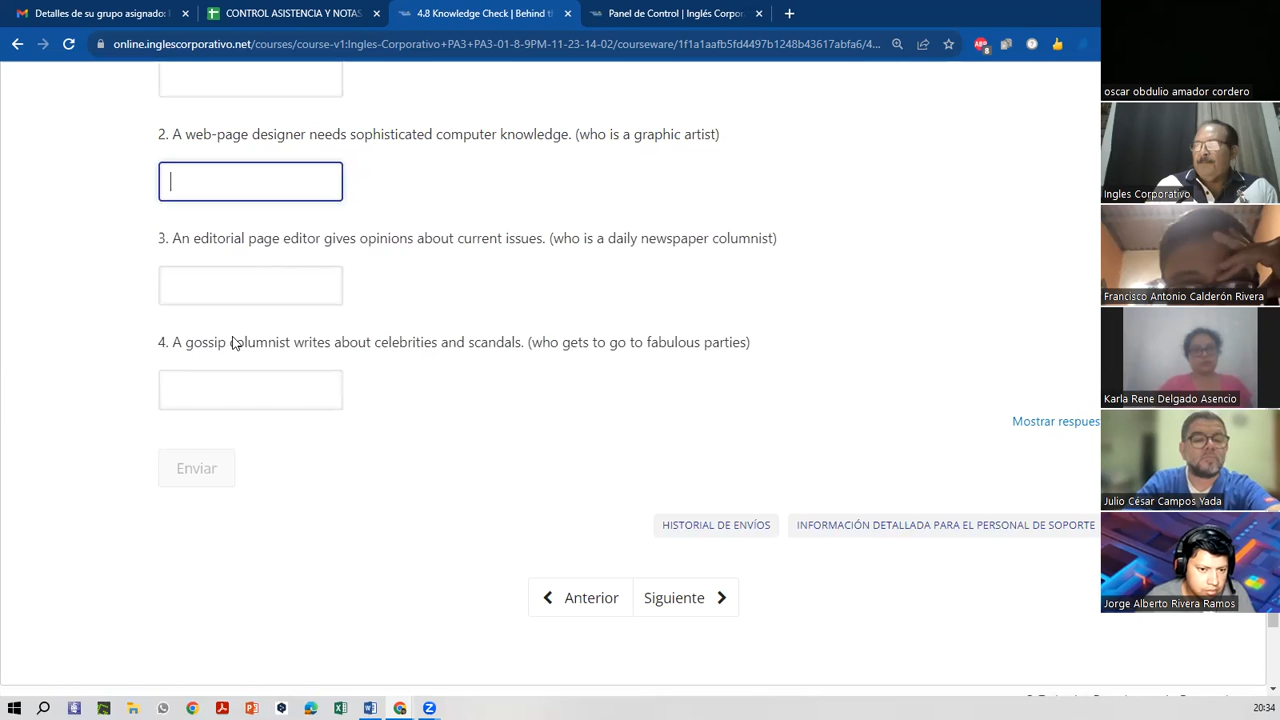 Detalles de su grupo asignado:
CONTROL ASISTENCIA Y NOTAS
4.8 Knowledge Check | Behind t
Panel de Control | Inglés Corpor
online.inglescorporativo.net/courses/course-v1:Ingles-Corporativo+PA3+PA3-01-8-9PM-11-23-14-02/courseware/1f1a1aafb5fd4497b1248b43617abfa6/4...
oscar obdulio amador cordero
2. A web-page designer needs sophisticated computer knowledge. (who is a graphic artist)
Ingles Corporativo
3. An editorial page editor gives opinions about current issues. (who is a daily newspaper columnist)
Francisco Antonio Calderón Rivera
4. A gossip columnist writes about celebrities and scandals. (who gets to go to fabulous parties)
Karla Rene Delgado Asencio
Mostrar respues
Enviar
Julio César Campos Yada
HISTORIAL DE ENVÍOS
INFORMACIÓN DETALLADA PARA EL PERSONAL DE SOPORTE
Anterior
Siguiente
Jorge Alberto Rivera Ramos
20:34